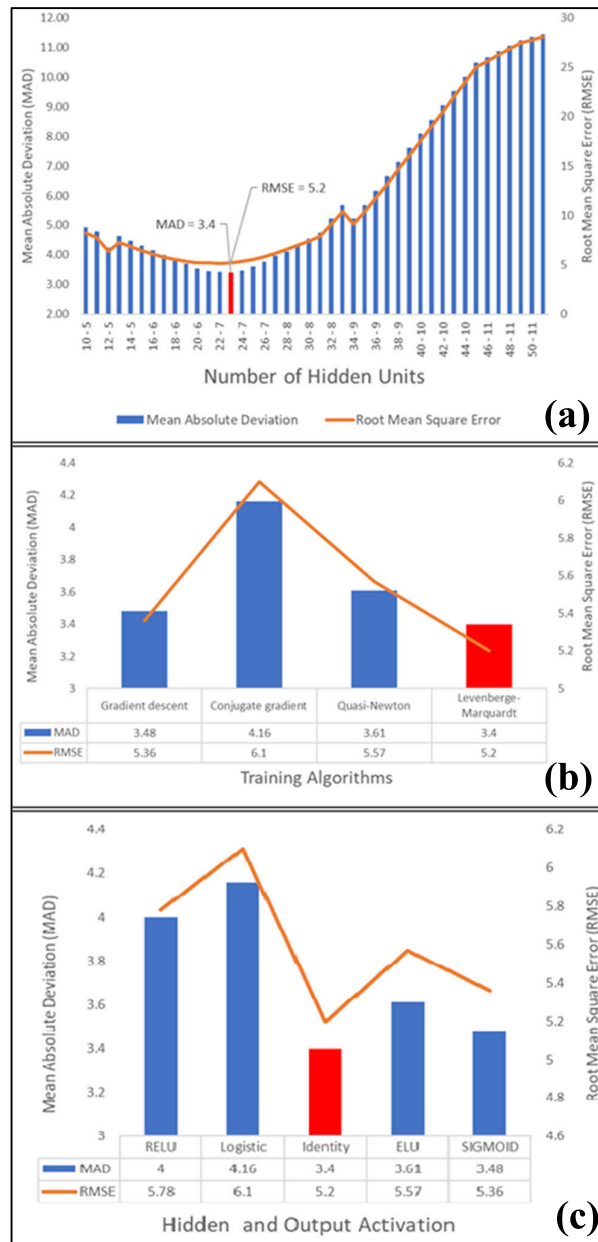 Mean Absolute Deviation (MAD)
12.00
11.00
10.00
9.00
8.00
7.00
6.00
5.00
4.00
3.00
2.00
Root Mean Square Error (RMSE)
30
25
20
15
10
5
0
RMSE = 5.2
MAD = 3.4
10 - 5
12 - 5
14 - 6
16 - 6
18 - 6
20 - 6
22 - 7
24 - 7
26 - 7
28 - 8
30 - 8
32 - 8
34 - 9
36 - 9
38 - 9
40 - 10
42 - 10
44 - 10
46 - 11
48 - 11
50 - 11
Number of Hidden Units
Mean Absolute Deviation Root Mean Square Error
(a)
Mean Absolute Deviation (MAD)
4.4
4.2
4
3.8
3.6
3.4
3.2
3
Root Mean Square Error (RMSE)
6.2
6
5.8
5.6
5.4
5.2
5
Gradient descent Conjugate gradient Quasi-Newton Levenberge-
Marquardt
MAD 3.48 4.16 3.61 3.4
RMSE 5.36 6.1 5.57 5.2
Training Algorithms
(b)
Mean Absolute Deviation (MAD)
4.4
4.2
4
3.8
3.6
3.4
3.2
3
Root Mean Square Error (RMSE)
6.2
6
5.8
5.6
5.4
5.2
5
4.8
4.6
RELU Logistic Identity ELU SIGMOID
MAD 4 4.16 3.4 3.61 3.48
RMSE 5.78 6.1 5.2 5.57 5.36
Hidden and Output Activation
(c)